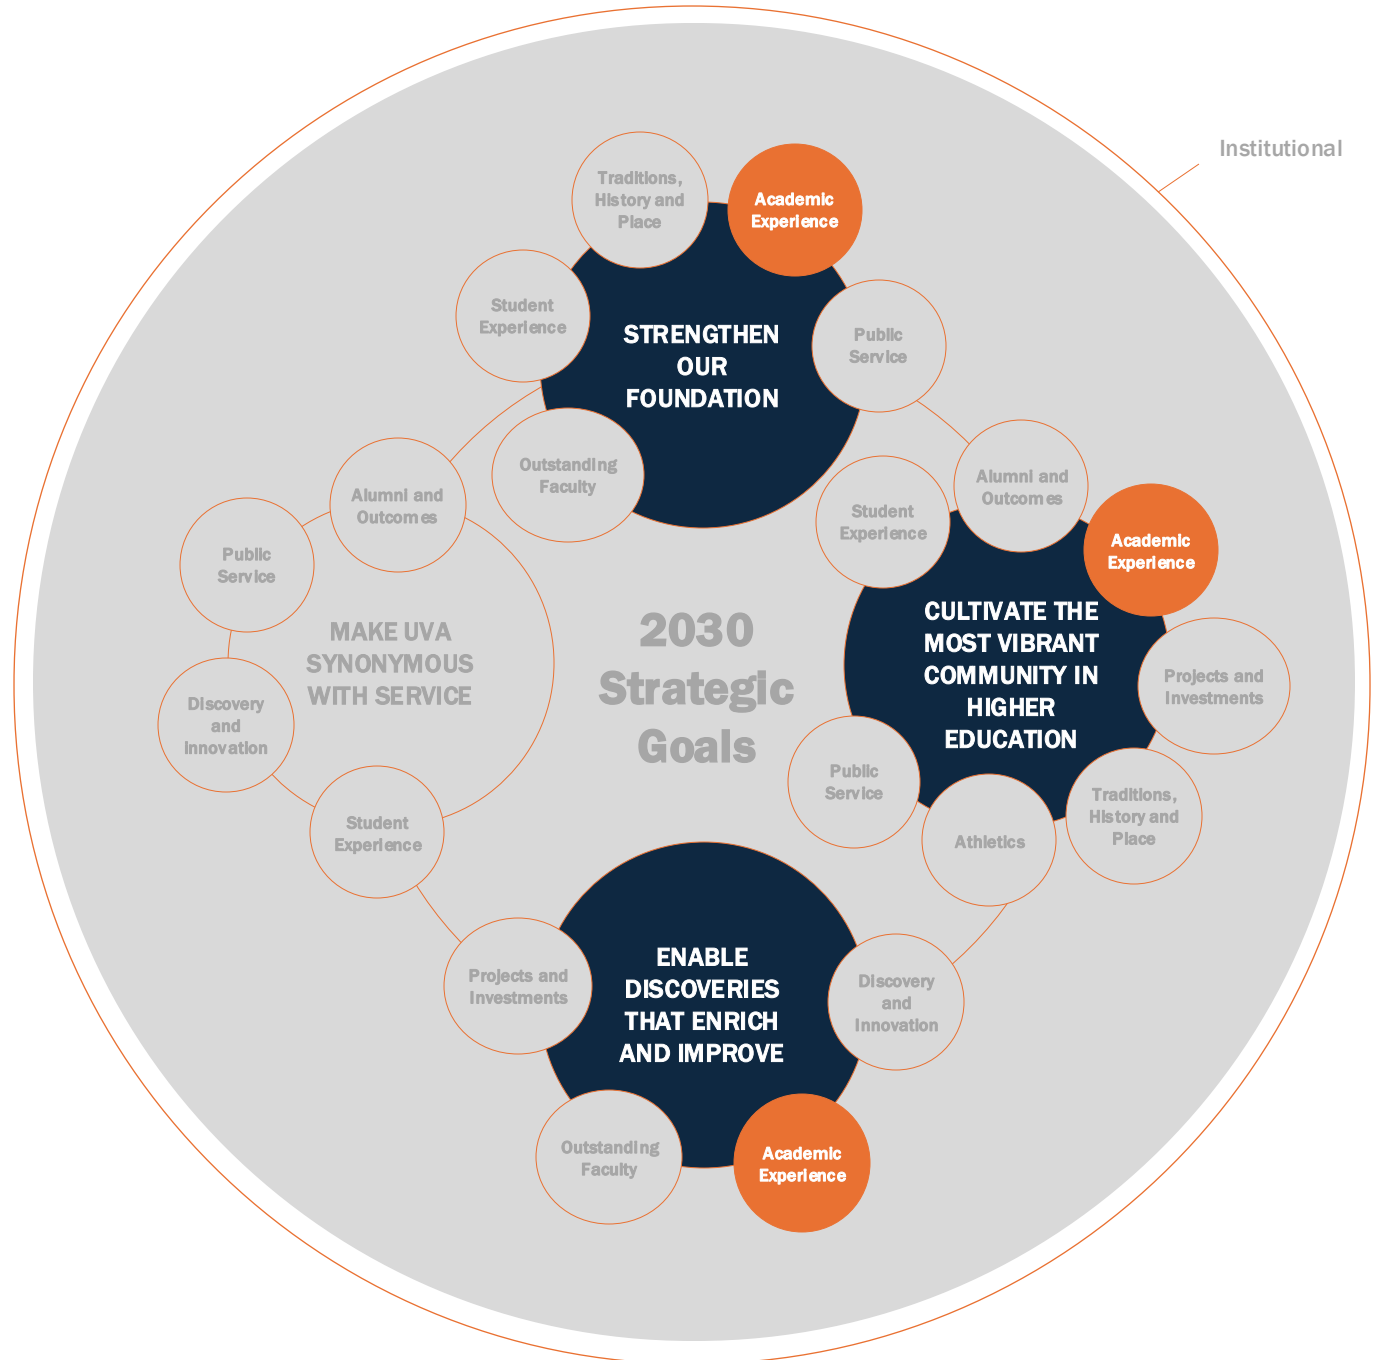 Institutional
Traditions,
History and
Place
Academic
Experience
Student
Experience
STRENGTHEN
OUR
FOUNDATION
Public
Service
Outstanding
Faculty
Alumni and
Outcomes
Public
Service
MAKE UVA
SYNONYMOUS
WITH SERVICE
Discovery
and
Innovation
Student
Experience
2030
Strategic
Goals
Student
Experience
Alumni and
Outcomes
Academic
Experience
CULTIVATE THE
MOST VIBRANT
COMMUNITY IN
HIGHER
EDUCATION
Projects and
Investments
Public
Service
Athletics
Traditions,
History and
Place
ENABLE
DISCOVERIES
THAT ENRICH
AND IMPROVE
Projects and
Investments
Discovery
and
Innovation
Outstanding
Faculty
Academic
Experience